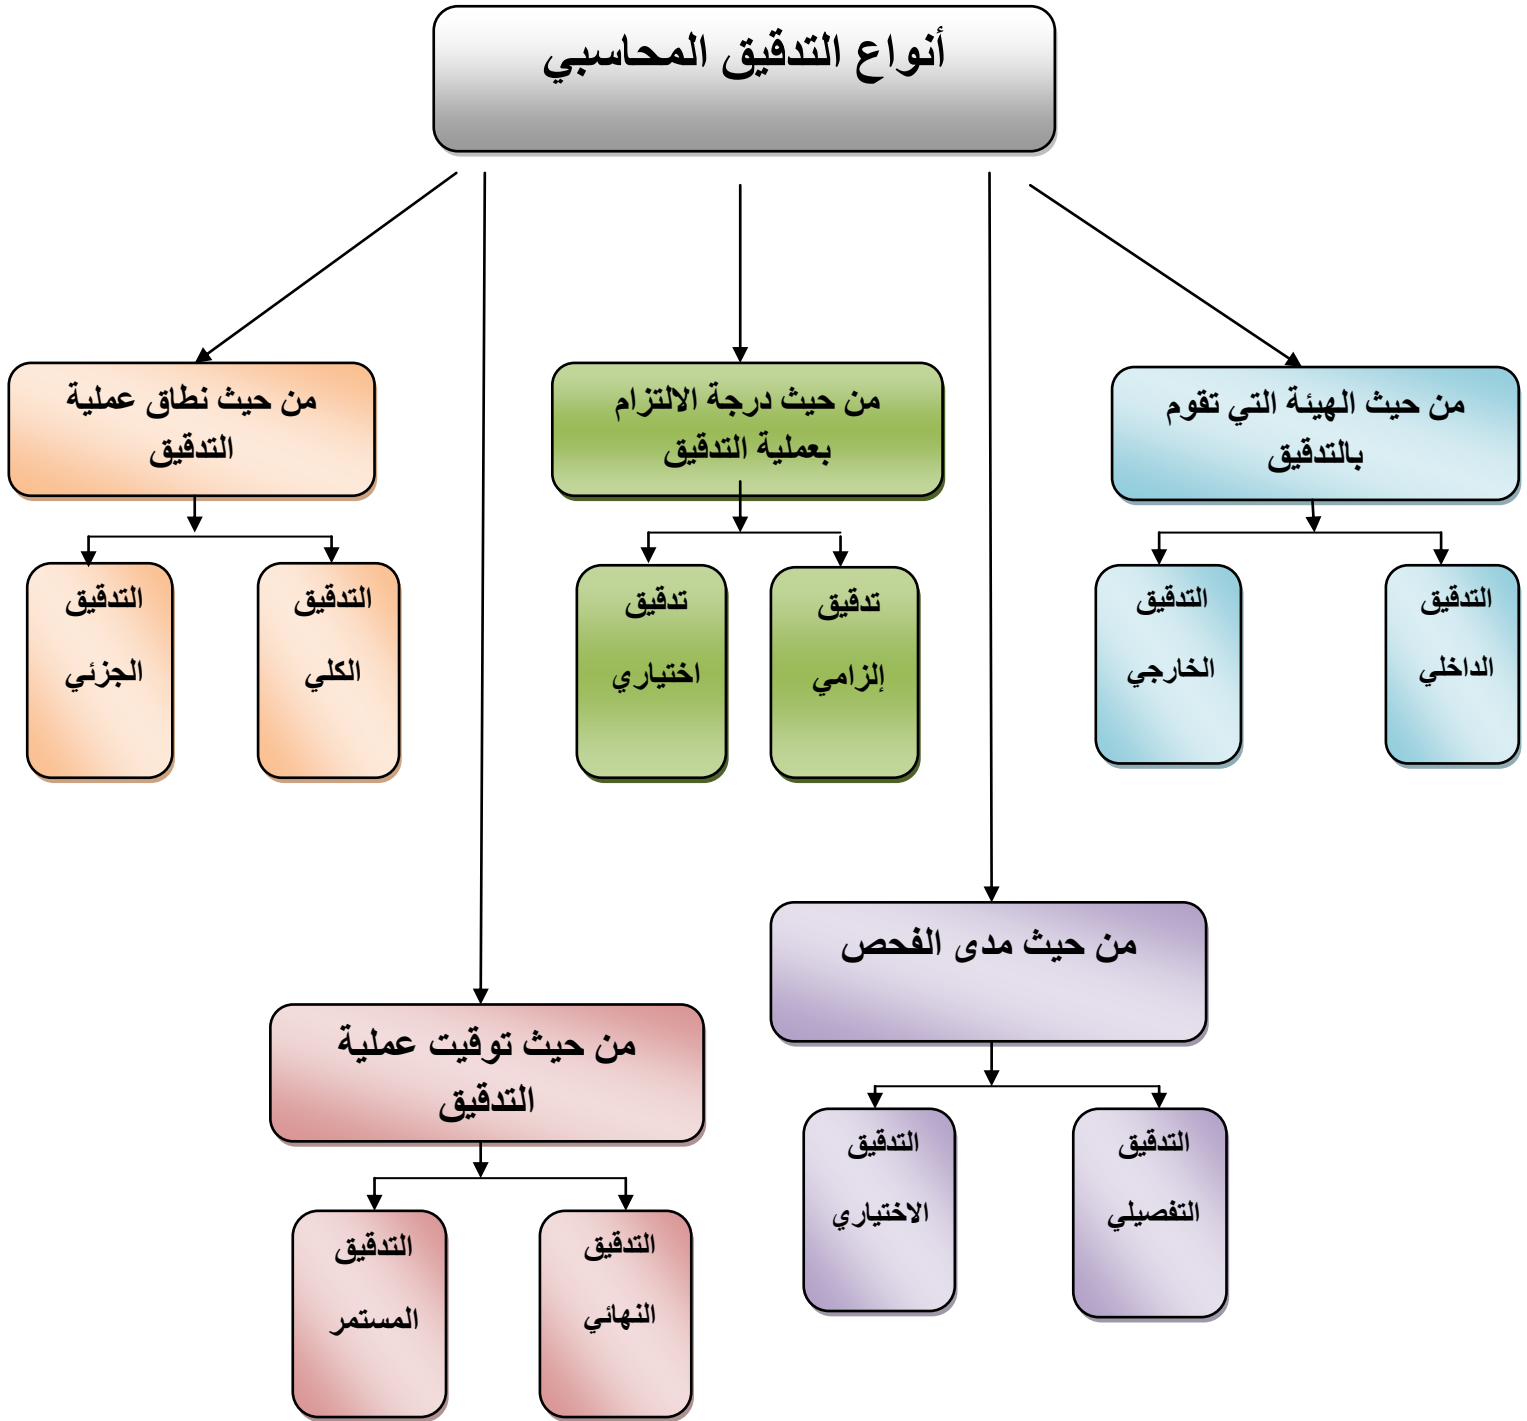 أنواع التدقيق المحاسبي
من حيث الهيئة التي تقوم
بالتدقيق
من حيث درجة الالتزام
بعملية التدقيق
من حيث نطاق عملية
التدقيق
التدقيق
الداخلي
التدقيق
الخارجي
تدقيق
إلزامي
تدقيق
اختياري
التدقيق
الكلي
التدقيق
الجزئي
من حيث مدى الفحص
من حيث توقيت عملية
التدقيق
التدقيق
التفصيلي
التدقيق
الاختياري
التدقيق
النهائي
التدقيق
المستمر